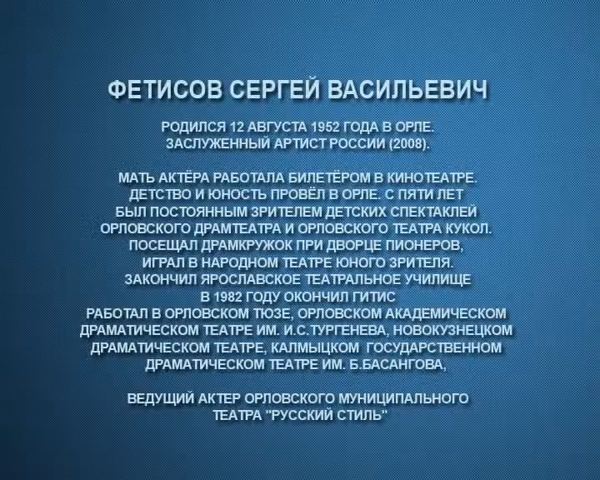 ФЕТИСОВ СЕРГЕЙ ВАСИЛЬЕВИЧ
РОДИЛСЯ 12 АВГУСТА 1952 ГОДА В ОРЛЕ.
ЗАСЛУЖЕННЫЙ АРТИСТ РОССИИ (2008).
МАТЬ АКТЁРА РАБОТАЛА БИЛЕТЁРОМ В КИНОТЕАТРЕ.
ДЕТСТВО И ЮНОСТЬ ПРОВЁЛ В ОРЛЕ. С ПЯТИ ЛЕТ
БЫЛ ПОСТОЯННЫМ ЗРИТЕЛЕМ ДЕТСКИХ СПЕКТАКЛЕЙ
ОРЛОВСКОГО ДРАМТЕАТРА И ОРЛОВСКОГО ТЕАТРА КУКОЛ.
ПОСЕЩАЛ ДРАМКРУЖОК ПРИ ДВОРЦЕ ПИОНЕРОВ,
ИГРАЛ В НАРОДНОМ ТЕАТРЕ ЮНОГО ЗРИТЕЛЯ.
ЗАКОНЧИЛ ЯРОСЛАВСКОЕ ТЕАТРАЛЬНОЕ УЧИЛИЩЕ
В 1982 ГОДУ ОКОНЧИЛ ГИТИС
РАБОТАЛ В ОРЛОВСКОМ ТЮЗЕ, ОРЛОВСКОМ АКАДЕМИЧЕСКОМ
ДРАМАТИЧЕСКОМ ТЕАТРЕ ИМ. И.С.ТУРГЕНЕВА, НОВОКУЗНЕЦКОМ
ДРАМАТИЧЕСКОМ ТЕАТРЕ, КАЛМЫЦКОМ ГОСУДАРСТВЕННОМ
ДРАМАТИЧЕСКОМ ТЕАТРЕ ИМ. Б.БАСАНГОВА,
ВЕДУЩИЙ АКТЕР ОРЛОВСКОГО МУНИЦИПАЛЬНОГО
ТЕАТРА "РУССКИЙ СТИЛЬ"